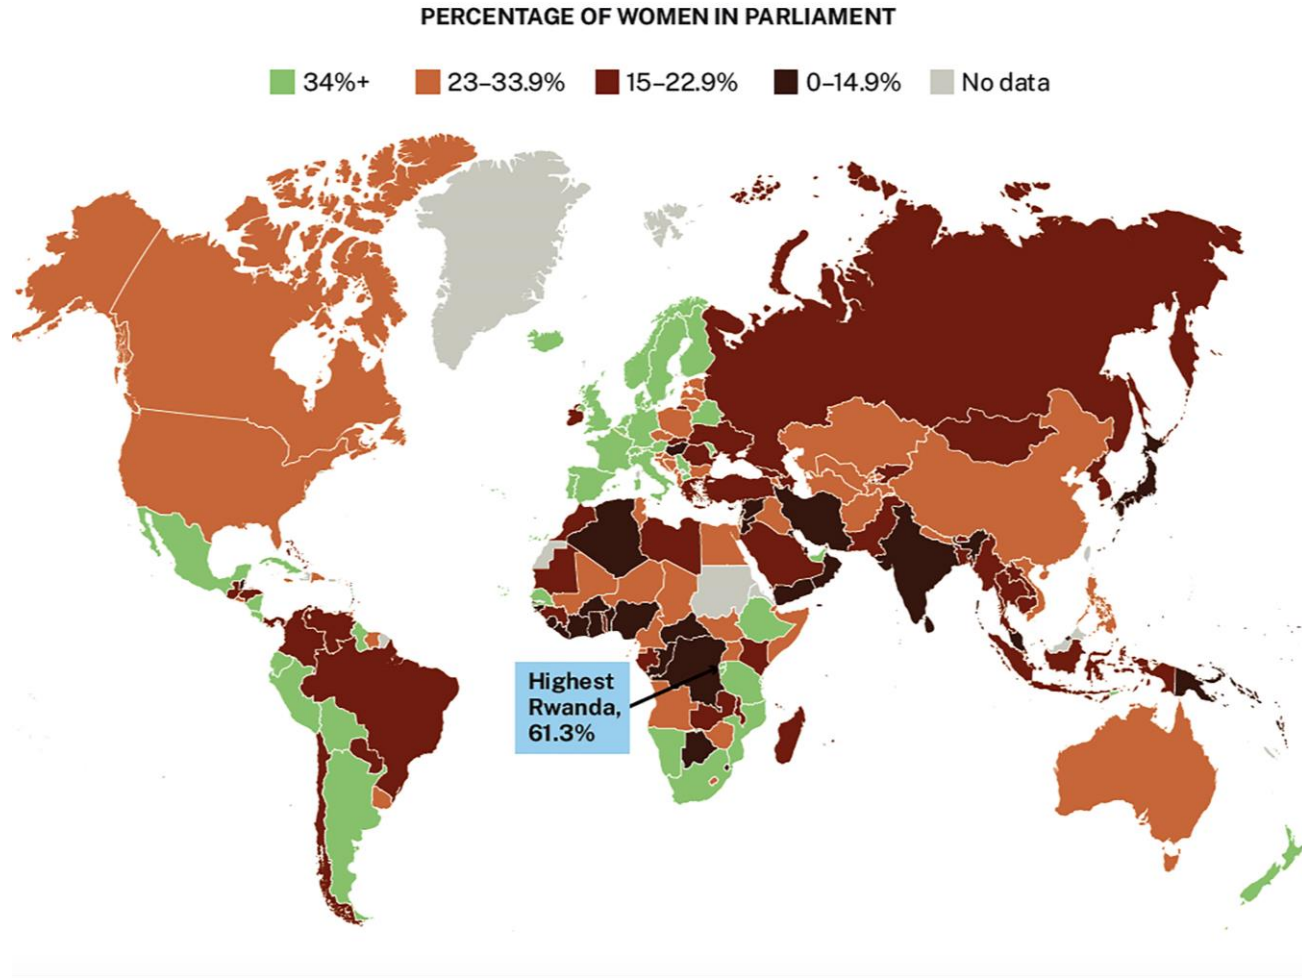 PERCENTAGE OF WOMEN IN PARLIAMENT
34%+ 23–33.9% 15–22.9% 0–14.9% No data
Highest
Rwanda,
61.3%